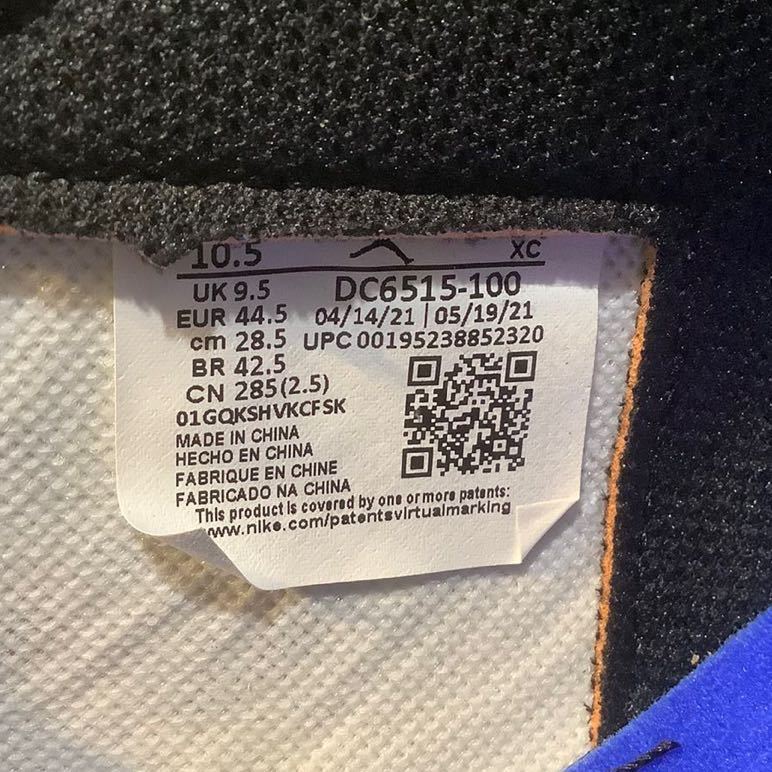 10.5 XC
UK 9.5 DC6515-100
EUR 44.5 04/14/21 | 05/19/21
cm 28.5 UPC 00195238852320
BR 42.5
CN 285(2.5)
01GQKSHVKCFSK
MADE IN CHINA
HECHO EN CHINA
FABRIQUE EN CHINE
FABRICADO NA CHINA
This product is covered by one or more patents:
www.nike.com/patentsvirtualmarking